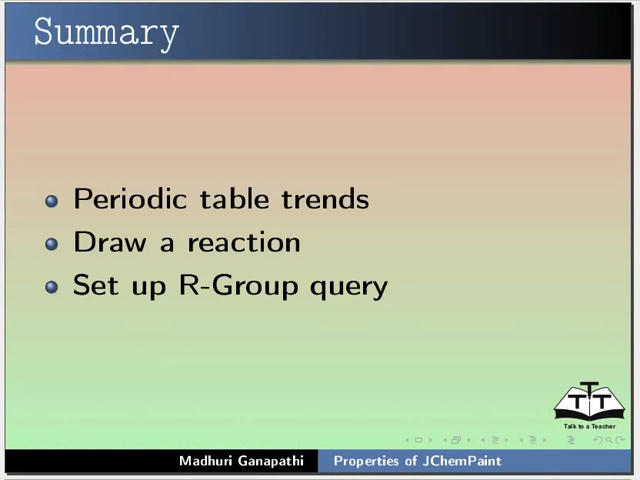 Summary
Periodic table trends
Draw a reaction
Set up R-Group query
T T T
Talk to a Teacher
Madhuri Ganapathi Properties of JChemPaint